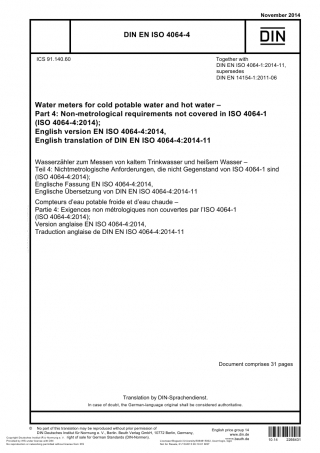 November 2014
DIN EN ISO 4064-4
DIN
ICS 91.140.60
Together with
DIN EN ISO 4064-1:2014-11,
supersedes
DIN EN 14154-1:2011-06
Water meters for cold potable water and hot water –
Part 4: Non-metrological requirements not covered in ISO 4064-1
(ISO 4064-4:2014);
English version EN ISO 4064-4:2014,
English translation of DIN EN ISO 4064-4:2014-11
Wasserzähler zum Messen von kaltem Trinkwasser und heißem Wasser –
Teil 4: Nichtmetrologische Anforderungen, die nicht Gegenstand von ISO 4064-1 sind
(ISO 4064-4:2014);
Englische Fassung EN ISO 4064-4:2014,
Englische Übersetzung von DIN EN ISO 4064-4:2014-11
Compteurs d'eau potable froide et d'eau chaude –
Partie 4: Exigences non métrologiques non couvertes par l'ISO 4064-1
(ISO 4064-4:2014);
Version anglaise EN ISO 4064-4:2014,
Traduction anglaise de DIN EN ISO 4064-4:2014-11
Document comprises 31 pages
Translation by DIN-Sprachendienst.
In case of doubt, the German-language original shall be considered authoritative.
No part of this translation may be reproduced without prior permission of
DIN Deutsches Institut für Normung e. V., Berlin. Beuth Verlag GmbH, 10772 Berlin, Germany,
right of sale for German Standards (DIN-Normen).
English price group 14
www.din.de
www.beuth.de